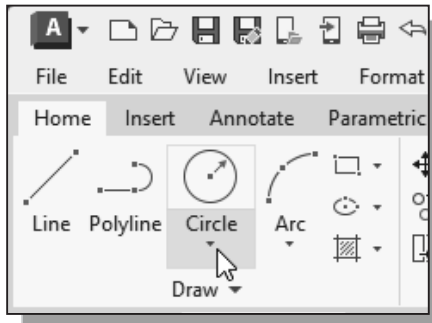 A
File Edit View Insert Format
Home Insert Annotate Parametric
Line Polyline Circle Arc
Draw